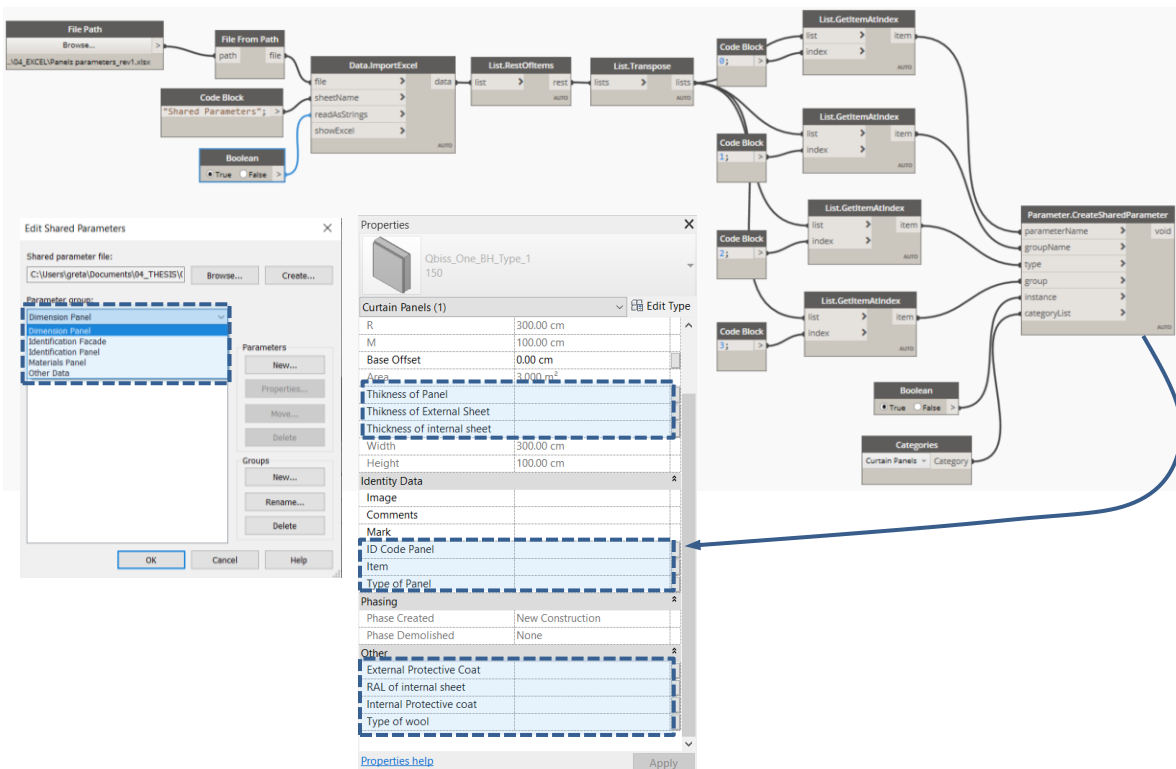 File Path
Browse... >
.\04_EXCEL\Panels parameters_rev1.xlsx
File From Path
path file
Code Block
"Shared Parameters"; >
Boolean
True False >
Data.ImportExcel
file > data
sheetName >
readAsStrings >
showExcel >
AUTO
List.RestOfItems
list > rest
AUTO
List.Transpose
lists > lists
AUTO
Code Block
0; >
List.GetItemAtIndex
list > item
index >
AUTO
Code Block
1; >
List.GetItemAtIndex
list > item
index >
AUTO
Code Block
2; >
List.GetItemAtIndex
list > item
index >
AUTO
Code Block
3; >
List.GetItemAtIndex
list > item
index >
AUTO
Boolean
True False >
Categories
Curtain Panels Category
Parameter.CreateSharedParameter
parameterName > void
groupName >
type >
group >
instance >
categoryList >
AUTO
Edit Shared Parameters
Shared parameter file:
C:\Users\greta\Documents\04_THESIS\( Browse... Create...
Parameter group:
Dimension Panel
Dimension Panel
Identification Facade
Identification Panel
Materials Panel
Other Data
Parameters
New...
Properties...
Move...
Delete
Groups
New...
Rename...
Delete
OK Cancel Help
Properties
Qbiss_One_BH_Type_1
150
Curtain Panels (1) Edit Type
R 300.00 cm
M 100.00 cm
Base Offset 0.00 cm
Area 3.000 m²
Thikness of Panel
Thikness of External Sheet
Thickness of internal sheet
Width 300.00 cm
Height 100.00 cm
Identity Data
Image
Comments
Mark
ID Code Panel
Item
Type of Panel
Phasing
Phase Created New Construction
Phase Demolished None
Other
External Protective Coat
RAL of internal sheet
Internal Protective coat
Type of wool
Properties help Apply